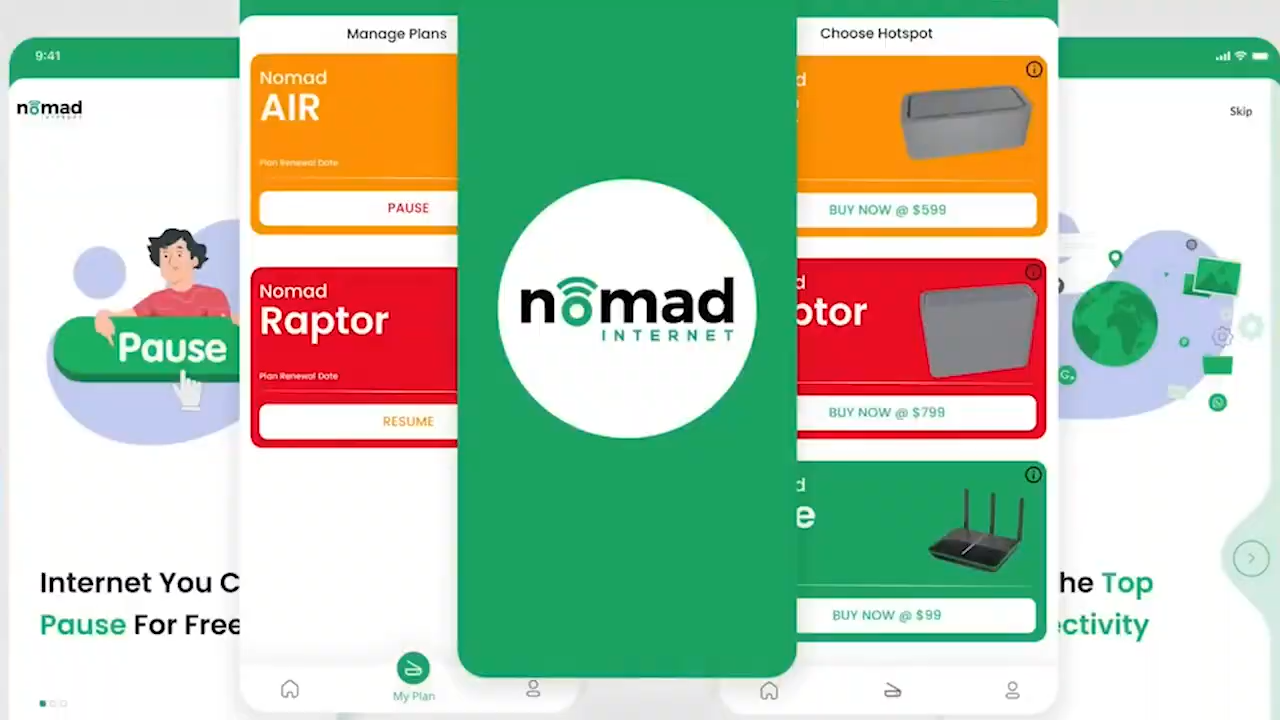 9:41
nomad
Pause
Internet You C
Pause For Free
Manage Plans
Nomad
AIR
Plan Renewal Date
PAUSE
Nomad
Raptor
Plan Renewal Date
RESUME
My Plan
nomad
INTERNET
Choose Hotspot
d
BUY NOW @ $599
d
ptor
BUY NOW @ $799
d
e
BUY NOW @ $99
Skip
he Top
ectivity